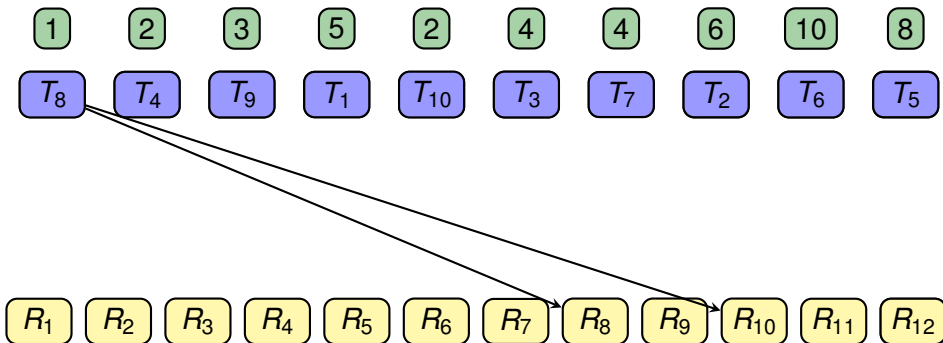 1 2 3 5 2 4 4 6 10 8
T₈ T₄ T₉ T₁ T₁₀ T₃ T₇ T₂ T₆ T₅
R₁ R₂ R₃ R₄ R₅ R₆ R₇ R₈ R₉ R₁₀ R₁₁ R₁₂